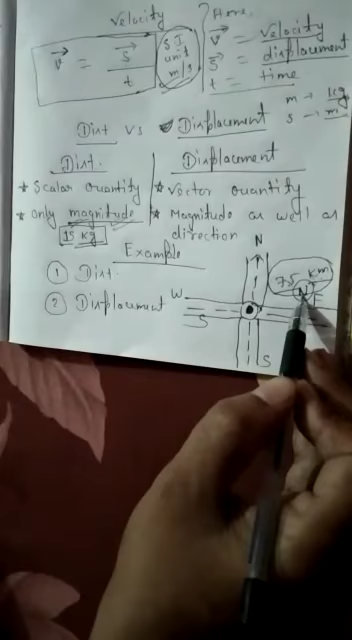 Velocity
Here,
v = s / t
S I unit m/s
v = velocity
s = displacement
t = time
m → kg
s → m
Dist vs Displacement
Dist.
Displacement
* Scalar quantity
* Vector quantity
* only magnitude
* Magnitude as well as direction
15 kg
Example
① Dist.
② Displacement
N
75 km
N
W
S
S